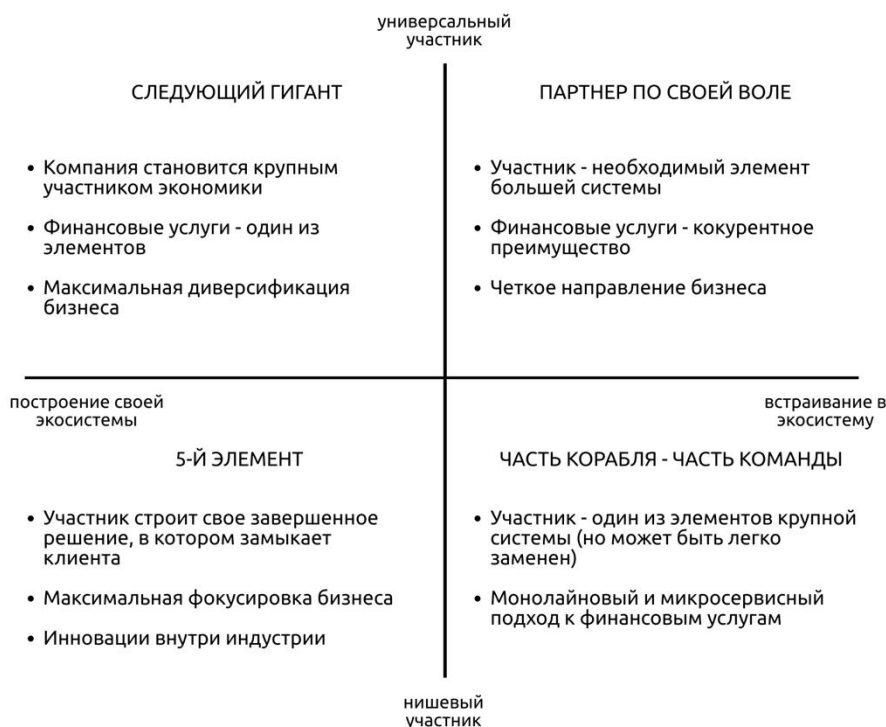 универсальный
участник
СЛЕДУЮЩИЙ ГИГАНТ
• Компания становится крупным
участником экономики
• Финансовые услуги - один из
элементов
• Максимальная диверсификация
бизнеса
ПАРТНЕР ПО СВОЕЙ ВОЛЕ
• Участник - необходимый элемент
большей системы
• Финансовые услуги - кокурентное
преимущество
• Четкое направление бизнеса
построение своей
экосистемы
встраивание в
экосистему
5-Й ЭЛЕМЕНТ
• Участник строит свое завершенное
решение, в котором замыкает
клиента
• Максимальная фокусировка бизнеса
• Инновации внутри индустрии
ЧАСТЬ КОРАБЛЯ - ЧАСТЬ КОМАНДЫ
• Участник - один из элементов крупной
системы (но может быть легко
заменен)
• Монолайновый и микросервисный
подход к финансовым услугам
нишевый
участник